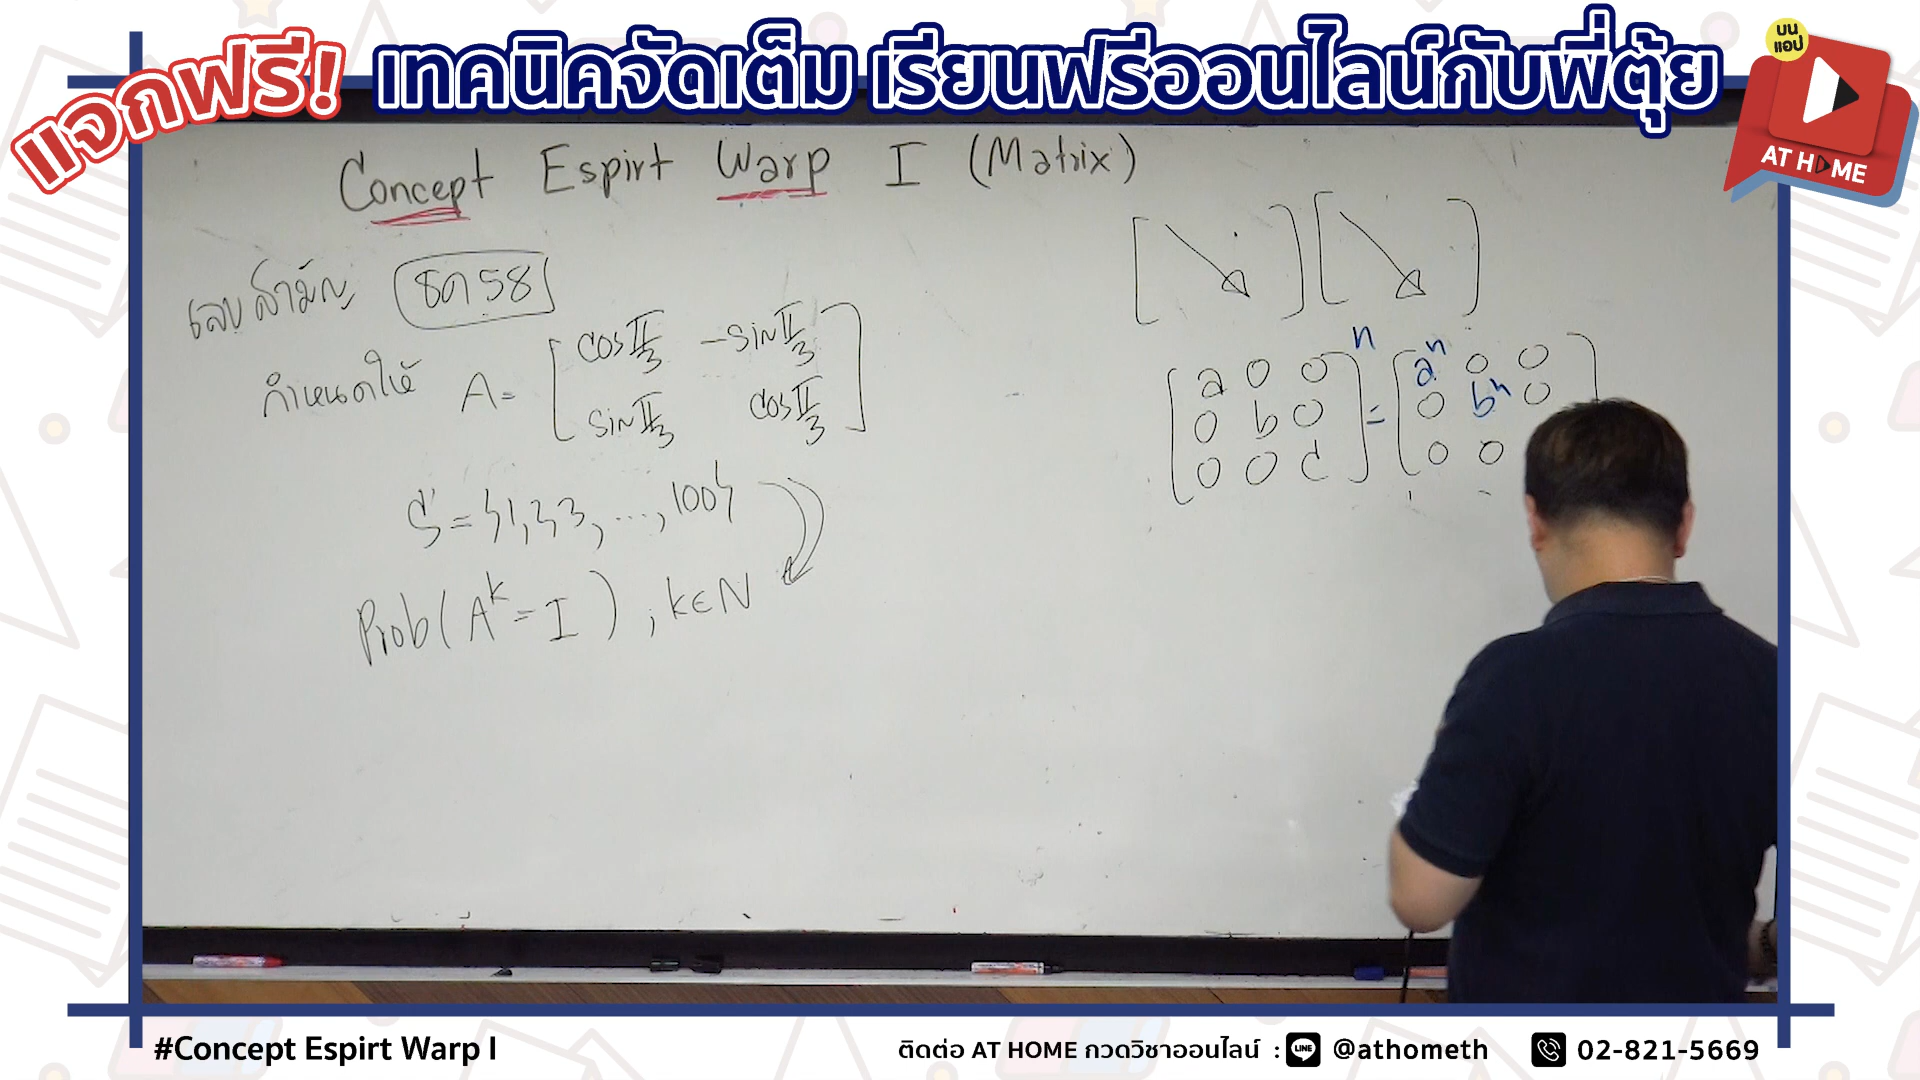 แจกฟรี! เทคนิคจัดเต็ม เรียนฟรีออนไลน์กับพี่ตุ้ย
บน
แอป
AT HOME
Concept Espirt Warp I (Matrix)
เลขสามัญ ธค 58
กำหนดให้ A = [ cos π/3 -sin π/3
sin π/3 cos π/3 ]
S = {1, 2, 3, ..., 100}
Prob(A^k = I) ; k∈N
[ a 0 0 ]^n = [ a^n 0 0 ]
0 b 0 0 b^n 0
0 0 c 0 0
#Concept Espirt Warp I
ติดต่อ AT HOME กวดวิชาออนไลน์ : LINE @athometh 02-821-5669